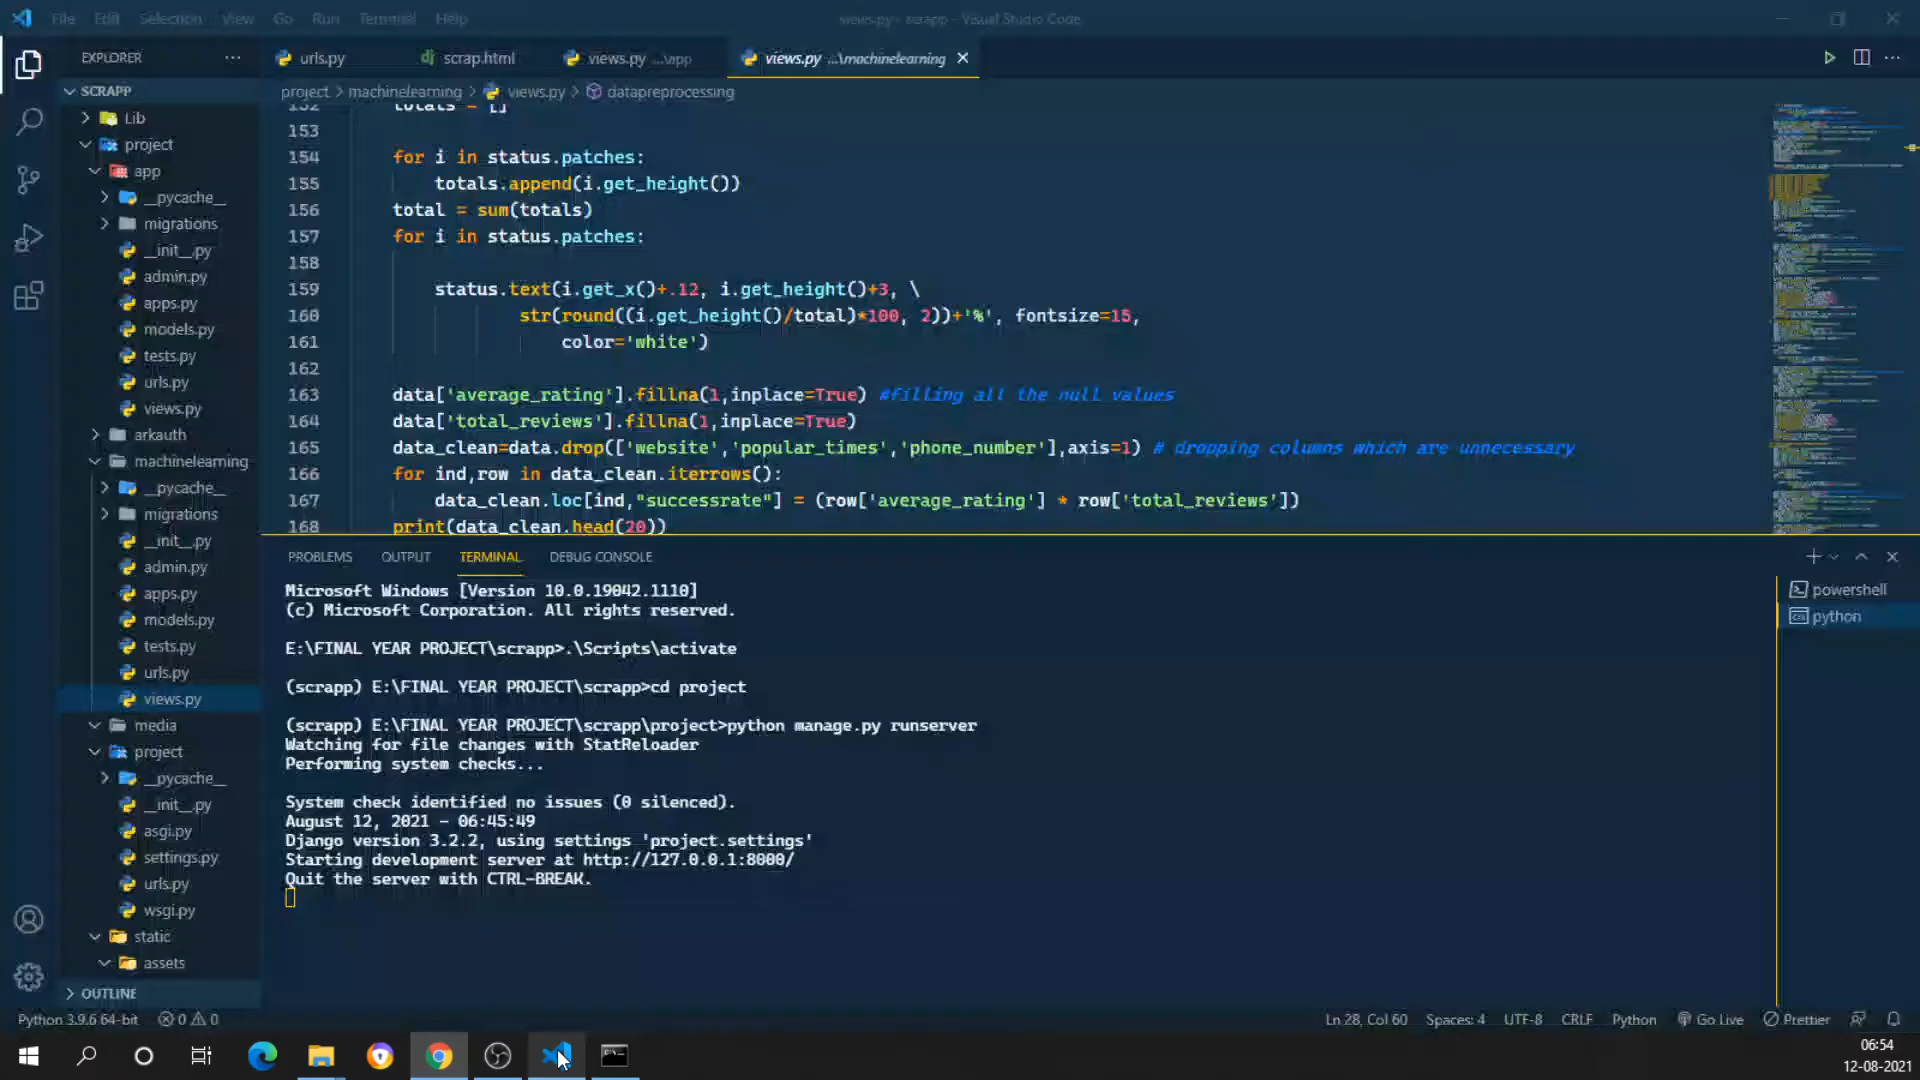 File Edit Selection View Go Run Terminal Help
views.py - scrapp - Visual Studio Code
EXPLORER
urls.py
scrap.html
views.py ...\app
views.py ...\machinelearning
SCRAPP
project > machinelearning > views.py > datapreprocessing
Lib
project
app
__pycache__
migrations
__init__.py
admin.py
apps.py
models.py
tests.py
urls.py
views.py
arkauth
machinelearning
__pycache__
migrations
__init__.py
admin.py
apps.py
models.py
tests.py
urls.py
views.py
media
project
__pycache__
__init__.py
asgi.py
settings.py
urls.py
wsgi.py
static
assets
OUTLINE
152 totals = []
153
154 for i in status.patches:
155 totals.append(i.get_height())
156 total = sum(totals)
157 for i in status.patches:
158
159 status.text(i.get_x()+.12, i.get_height()+3, \
160 str(round((i.get_height()/total)*100, 2))+'%', fontsize=15,
161 color='white')
162
163 data['average_rating'].fillna(1,inplace=True) #filling all the null values
164 data['total_reviews'].fillna(1,inplace=True)
165 data_clean=data.drop(['website','popular_times','phone_number'],axis=1) # dropping columns which are unnecessary
166 for ind,row in data_clean.iterrows():
167 data_clean.loc[ind,"successrate"] = (row['average_rating'] * row['total_reviews'])
168 print(data_clean.head(20))
PROBLEMS OUTPUT TERMINAL DEBUG CONSOLE
Microsoft Windows [Version 10.0.19042.1110]
(c) Microsoft Corporation. All rights reserved.
E:\FINAL YEAR PROJECT\scrapp>.\Scripts\activate
(scrapp) E:\FINAL YEAR PROJECT\scrapp>cd project
(scrapp) E:\FINAL YEAR PROJECT\scrapp\project>python manage.py runserver
Watching for file changes with StatReloader
Performing system checks...
System check identified no issues (0 silenced).
August 12, 2021 - 06:45:49
Django version 3.2.2, using settings 'project.settings'
Starting development server at http://127.0.0.1:8000/
Quit the server with CTRL-BREAK.
powershell
python
Python 3.9.6 64-bit 0 0
Ln 28, Col 60 Spaces: 4 UTF-8 CRLF Python Go Live Prettier
06:54
12-08-2021